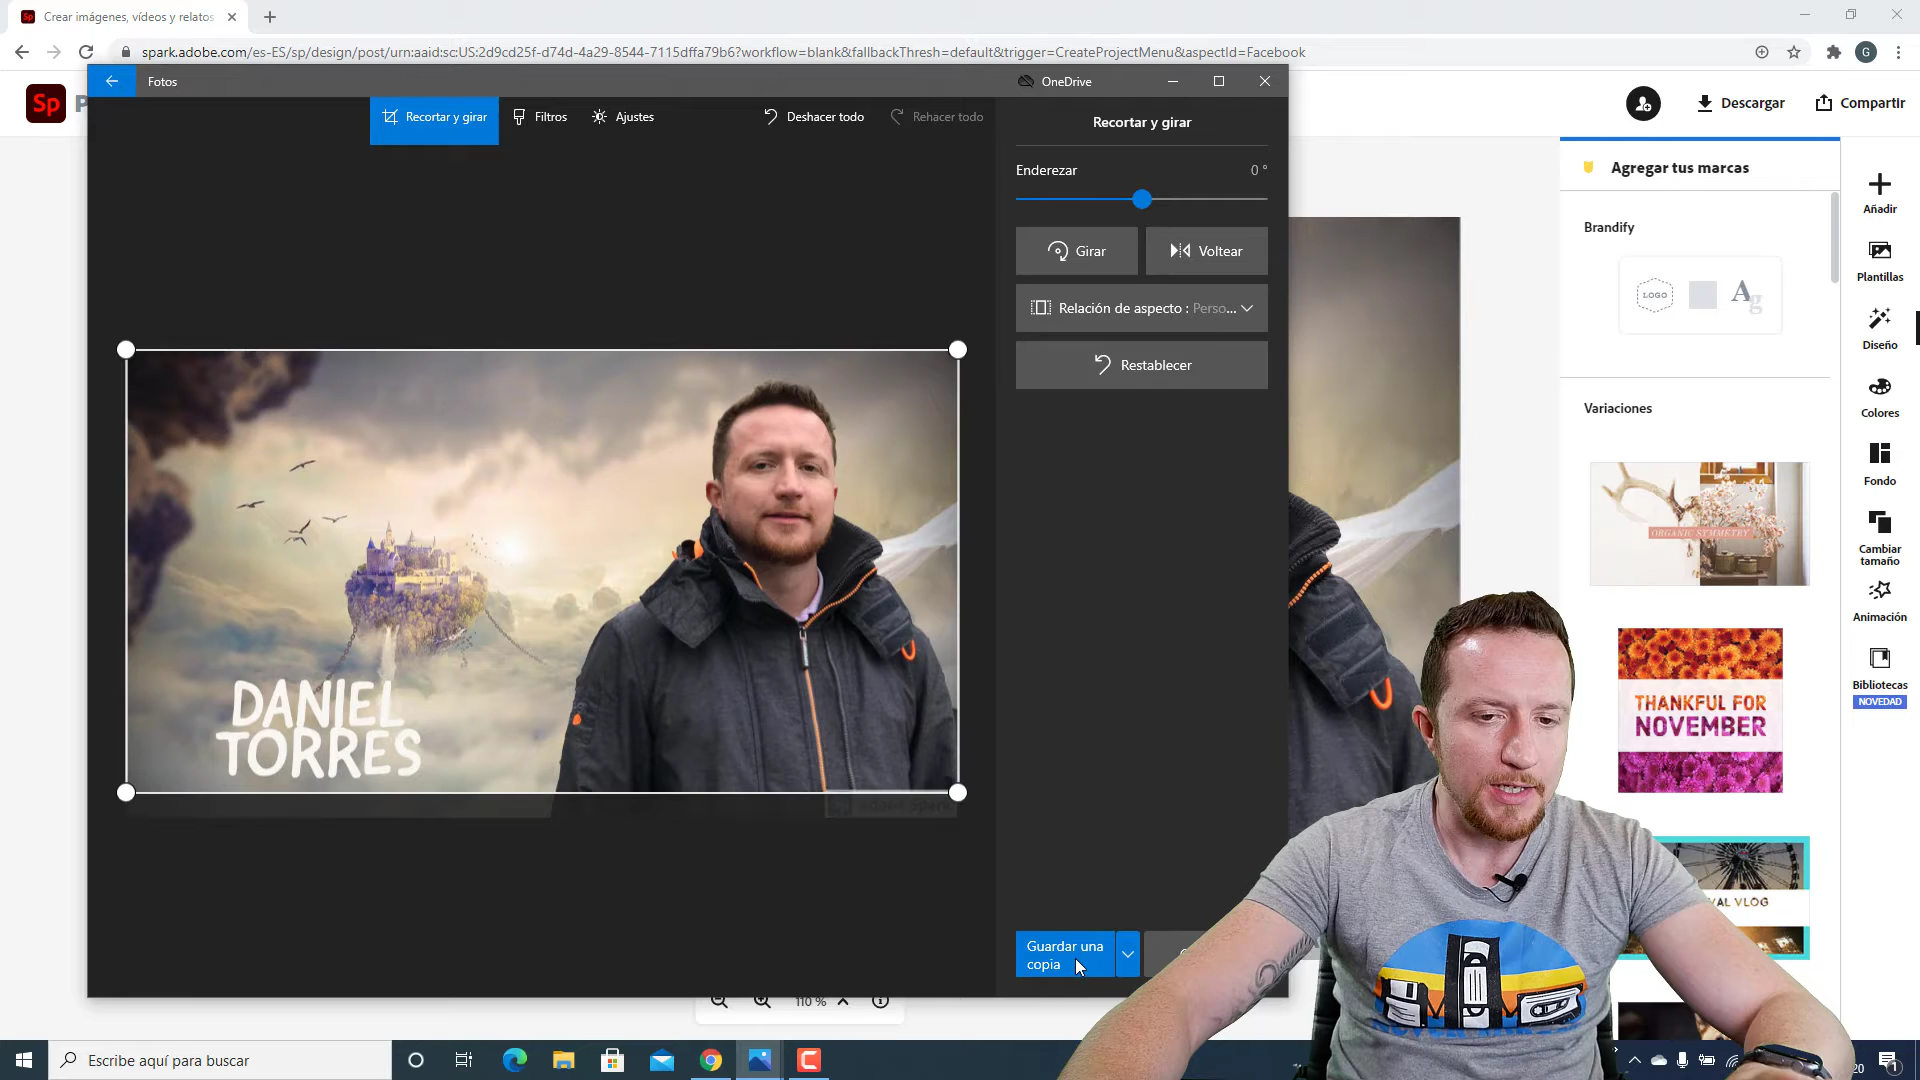 Crear imágenes, vídeos y relatos
spark.adobe.com/es-ES/sp/design/post/urn:aaid:sc:US:2d9cd25f-d74d-4a29-8544-7115dffa79b6?workflow=blank&fallbackThresh=default&trigger=CreateProjectMenu&aspectId=Facebook
G
Sp
P
Fotos
OneDrive
Descargar
Compartir
Recortar y girar
Filtros
Ajustes
Deshacer todo
Rehacer todo
Recortar y girar
Enderezar
0 °
Girar
Voltear
Relación de aspecto : Perso...
Restablecer
DANIEL
TORRES
Guardar una
copia
110 %
Agregar tus marcas
Brandify
LOGO
Ag
Variaciones
ORGANIC SYMMETRY
THANKFUL FOR
NOVEMBER
VAL VLOG
Añadir
Plantillas
Diseño
Colores
Fondo
Cambiar
tamaño
Animación
Bibliotecas
NOVEDAD
Escribe aquí para buscar
20
1